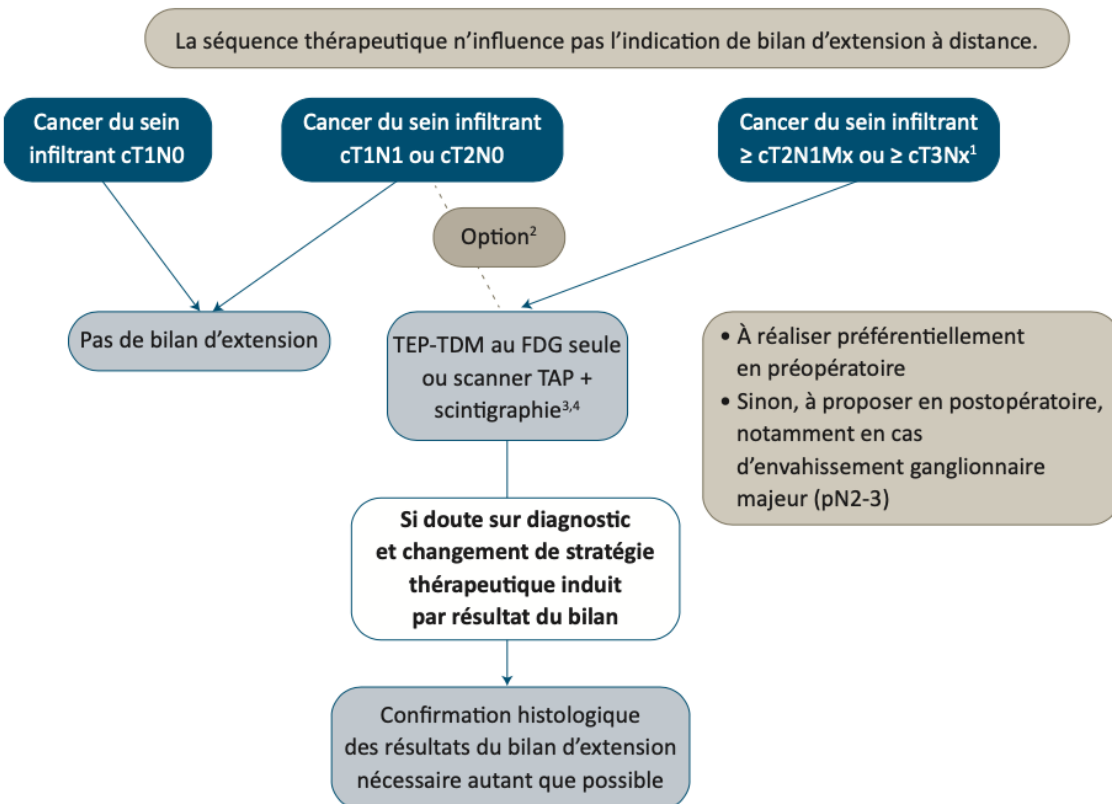 La séquence thérapeutique n’influence pas l’indication de bilan d’extension à distance.
Cancer du sein
infiltrant cT1N0
Cancer du sein infiltrant
cT1N1 ou cT2N0
Cancer du sein infiltrant
≥ cT2N1Mx ou ≥ cT3Nx¹
Option²
Pas de bilan d’extension
TEP-TDM au FDG seule
ou scanner TAP +
scintigraphie³,⁴
• À réaliser préférentiellement
en préopératoire
• Sinon, à proposer en postopératoire,
notamment en cas
d’envahissement ganglionnaire
majeur (pN2-3)
Si doute sur diagnostic
et changement de stratégie
thérapeutique induit
par résultat du bilan
Confirmation histologique
des résultats du bilan d’extension
nécessaire autant que possible